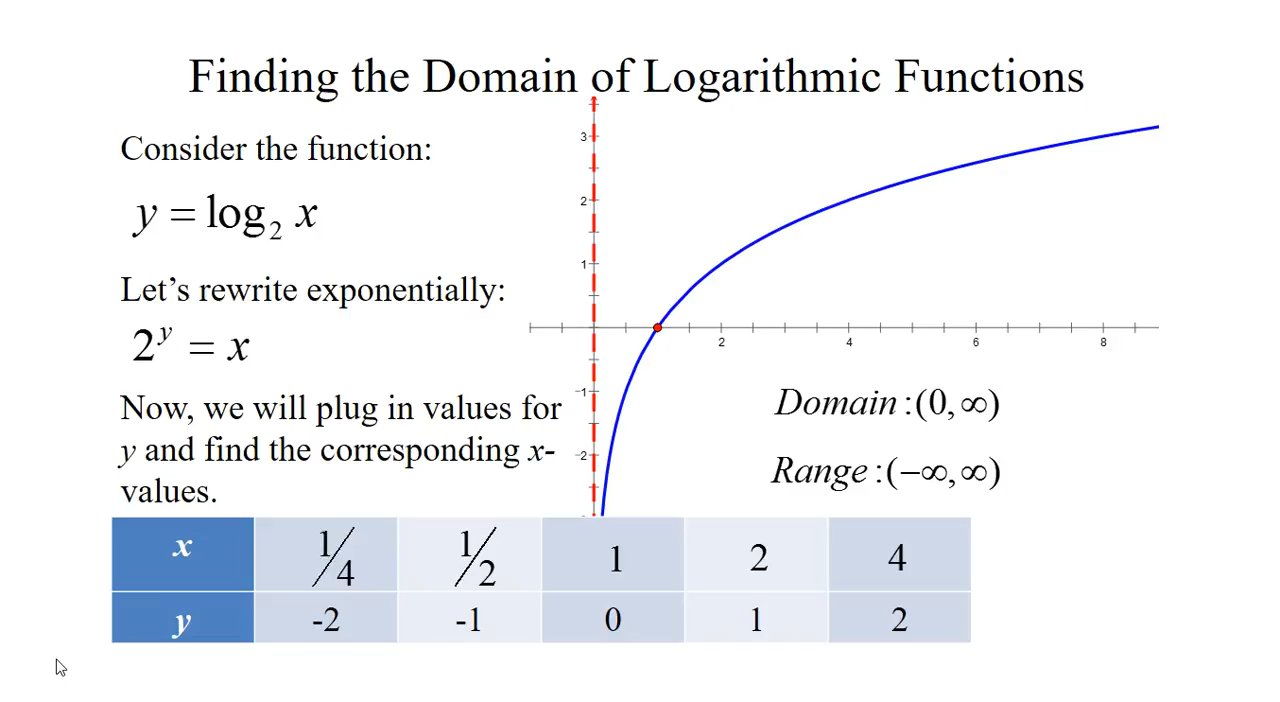 Finding the Domain of Logarithmic Functions
Consider the function:
y = log₂ x
Let's rewrite exponentially:
2ʸ = x
Now, we will plug in values for
y and find the corresponding x-
values.
3
2
1
-1
-2
2 4 6 8
Domain :(0,∞)
Range :(−∞,∞)
x 1/4 1/2 1 2 4
y -2 -1 0 1 2